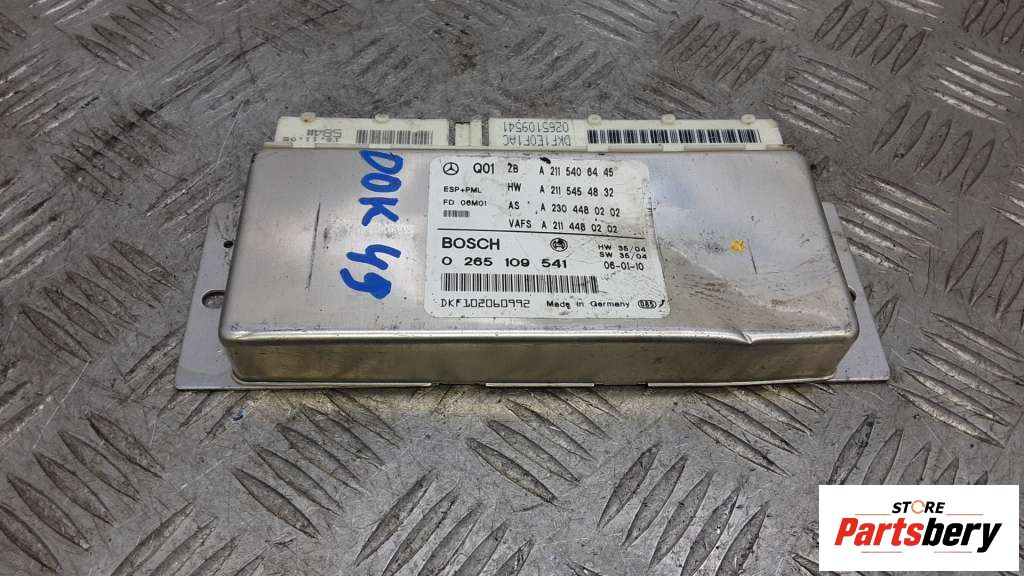 DKF1E0F1AC
0265109541
DOK 49
Q01 2B A 211 540 64 45
ESP+PML HW A 211 545 48 32
FD 06M01 AS A 230 448 02 02
VAFS A 211 448 02 02
BOSCH
HW 35/04
SW 35/04
0 265 109 541 06-01-10
DKF1D2060992 Made in Germany
STORE
Partsbery